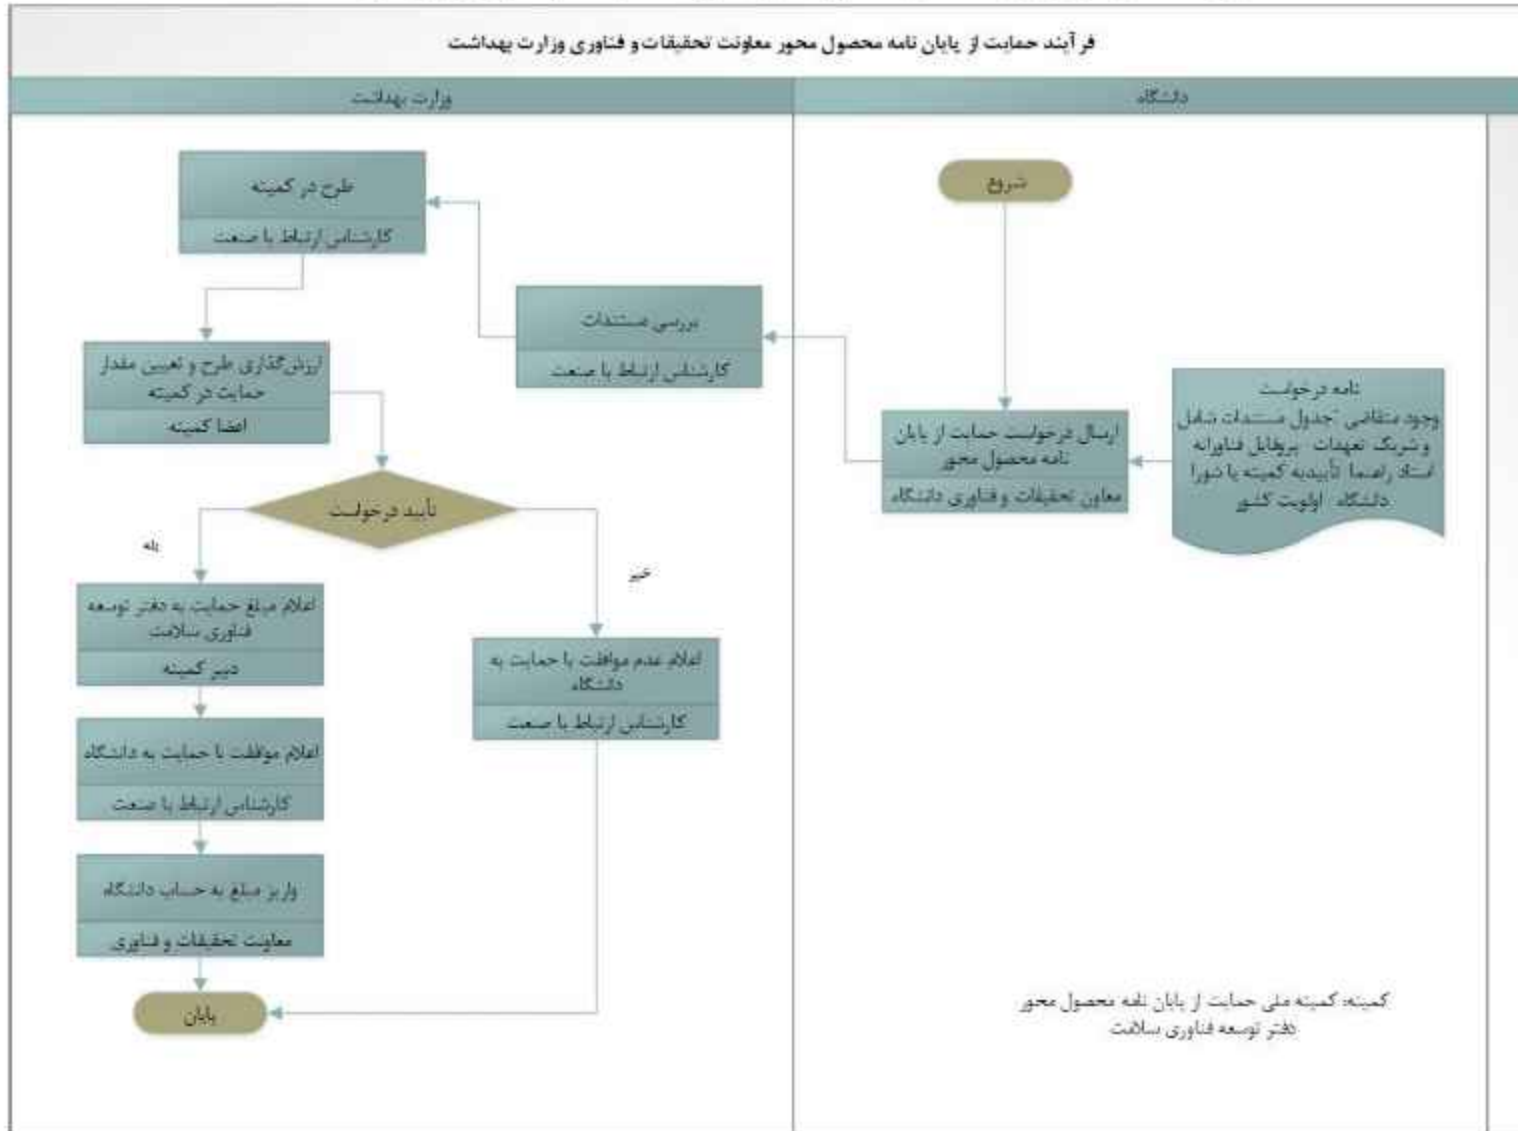 فرآیند حمایت از پایان نامه محصول محور معاونت تحقیقات و فناوری وزارت بهداشت
دانشگاه
وزارت بهداشت
شروع
نامه درخواست
وجود متقاضی "جدول مستندات شامل
و شریک تعهدات پروفایل فناورانه
استاد راهنما تأییدیه کمیته یا شورا
دانشگاه اولویت کشور
ارسال درخواست حمایت از پایان
نامه محصول محور
معاون تحقیقات و فناوری دانشگاه
بررسی مستندات
کارشناس ارتباط با صنعت
طرح در کمیته
کارشناس ارتباط با صنعت
ارزش‌گذاری طرح و تعیین مقدار
حمایت در کمیته
اعضا کمیته
تأیید درخواست
بله
خیر
اعلام مبلغ حمایت به دفتر توسعه
فناوری سلامت
دبیر کمیته
اعلام موافقت با حمایت به دانشگاه
کارشناس ارتباط با صنعت
واریز مبلغ به حساب دانشگاه
معاونت تحقیقات و فناوری
اعلام عدم موافقت با حمایت به
دانشگاه
کارشناس ارتباط با صنعت
پایان
کمیته: کمیته ملی حمایت از پایان نامه محصول محور
دفتر توسعه فناوری سلامت